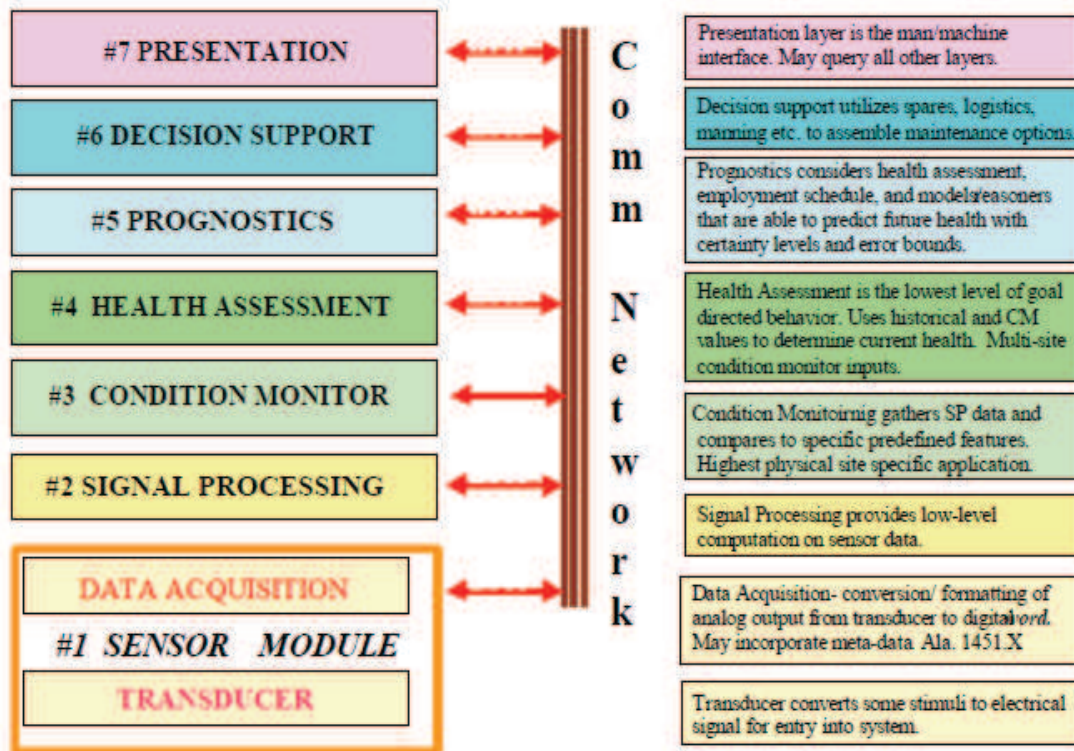 #7 PRESENTATION
#6 DECISION SUPPORT
#5 PROGNOSTICS
#4 HEALTH ASSESSMENT
#3 CONDITION MONITOR
#2 SIGNAL PROCESSING
DATA ACQUISITION
#1 SENSOR MODULE
TRANSDUCER
Comm Network
Presentation layer is the man/machine
interface. May query all other layers.
Decision support utilizes spares, logistics,
manning etc. to assemble maintenance options.
Prognostics considers health assessment,
employment schedule, and models/reasoners
that are able to predict future health with
certainty levels and error bounds.
Health Assessment is the lowest level of goal
directed behavior. Uses historical and CM
values to determine current health. Multi-site
condition monitor inputs.
Condition Monitoirnig gathers SP data and
compares to specific predefined features.
Highest physical site specific application.
Signal Processing provides low-level
computation on sensor data.
Data Acquisition- conversion/ formatting of
analog output from transducer to digital word.
May incorporate meta-data Ala. 1451.X
Transducer converts some stimuli to electrical
signal for entry into system.